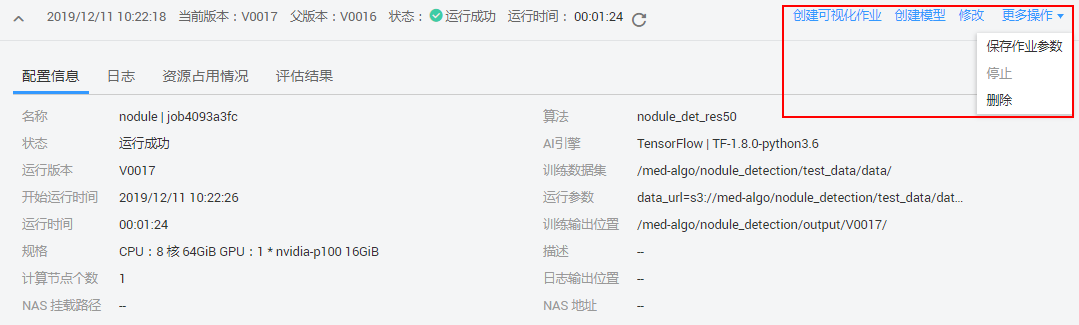 2019/12/11 10:22:18 当前版本：V0017 父版本：V0016 状态： 运行成功 运行时间： 00:01:24 创建可视化作业 创建模型 修改 更多操作
保存作业参数
停止
删除
配置信息 日志 资源占用情况 评估结果
名称 nodule | job4093a3fc 算法 nodule_det_res50
状态 运行成功 AI引擎 TensorFlow | TF-1.8.0-python3.6
运行版本 V0017 训练数据集 /med-algo/nodule_detection/test_data/data/
开始运行时间 2019/12/11 10:22:26 运行参数 data_url=s3://med-algo/nodule_detection/test_data/dat...
运行时间 00:01:24 训练输出位置 /med-algo/nodule_detection/output/V0017/
规格 CPU：8 核 64GiB GPU：1 * nvidia-p100 16GiB 描述 --
计算节点个数 1 日志输出位置 --
NAS 挂载路径 -- NAS 地址 --